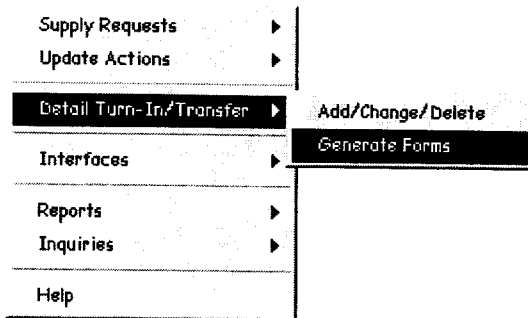 Supply Requests
Update Actions
Detail Turn-In/Transfer
Add/Change/Delete
Generate Forms
Interfaces
Reports
Inquiries
Help